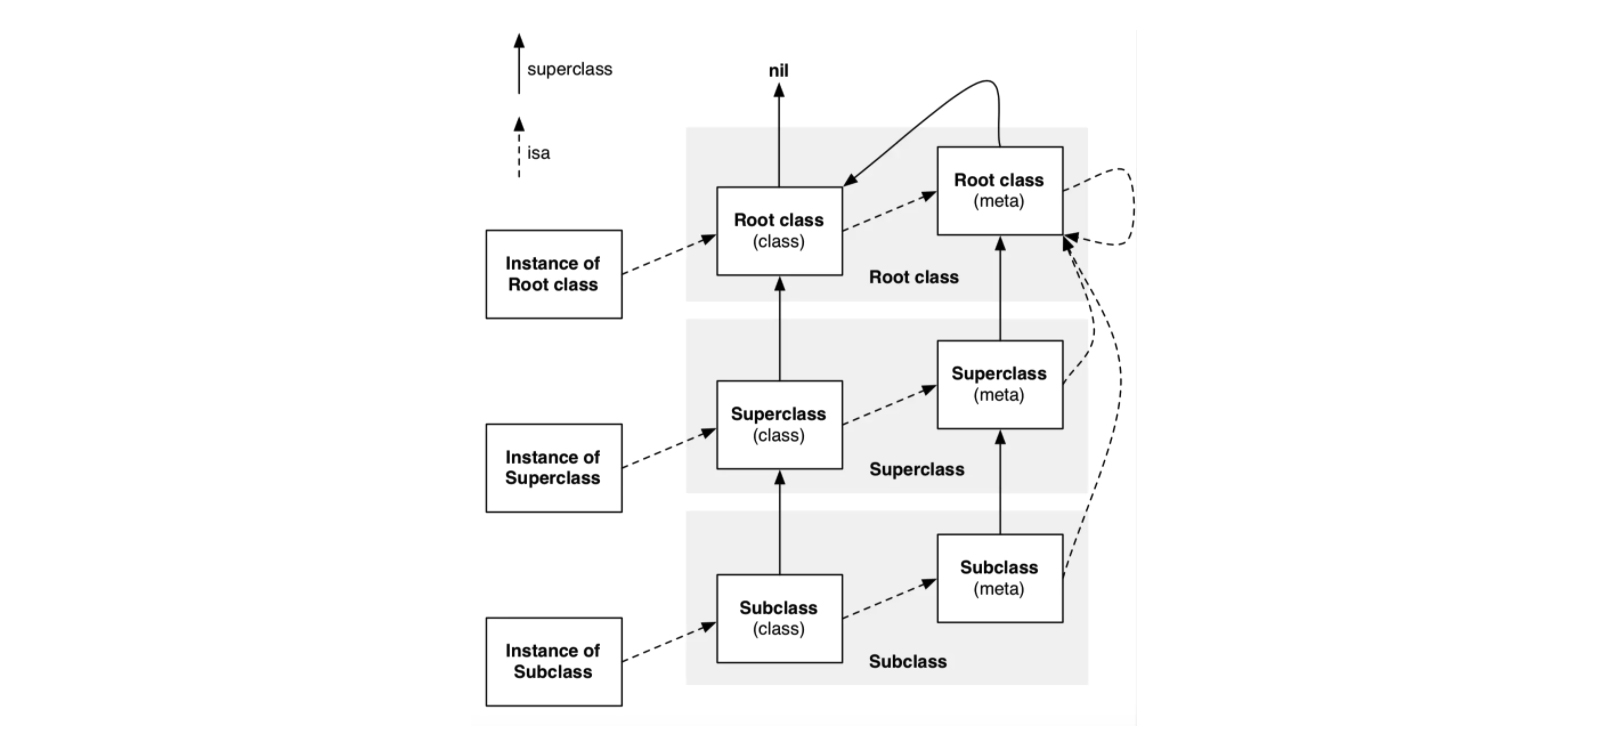 superclass
isa
nil
Root class
(meta)
Root class
(class)
Instance of
Root class
Root class
Superclass
(meta)
Superclass
(class)
Instance of
Superclass
Superclass
Subclass
(meta)
Subclass
(class)
Instance of
Subclass
Subclass